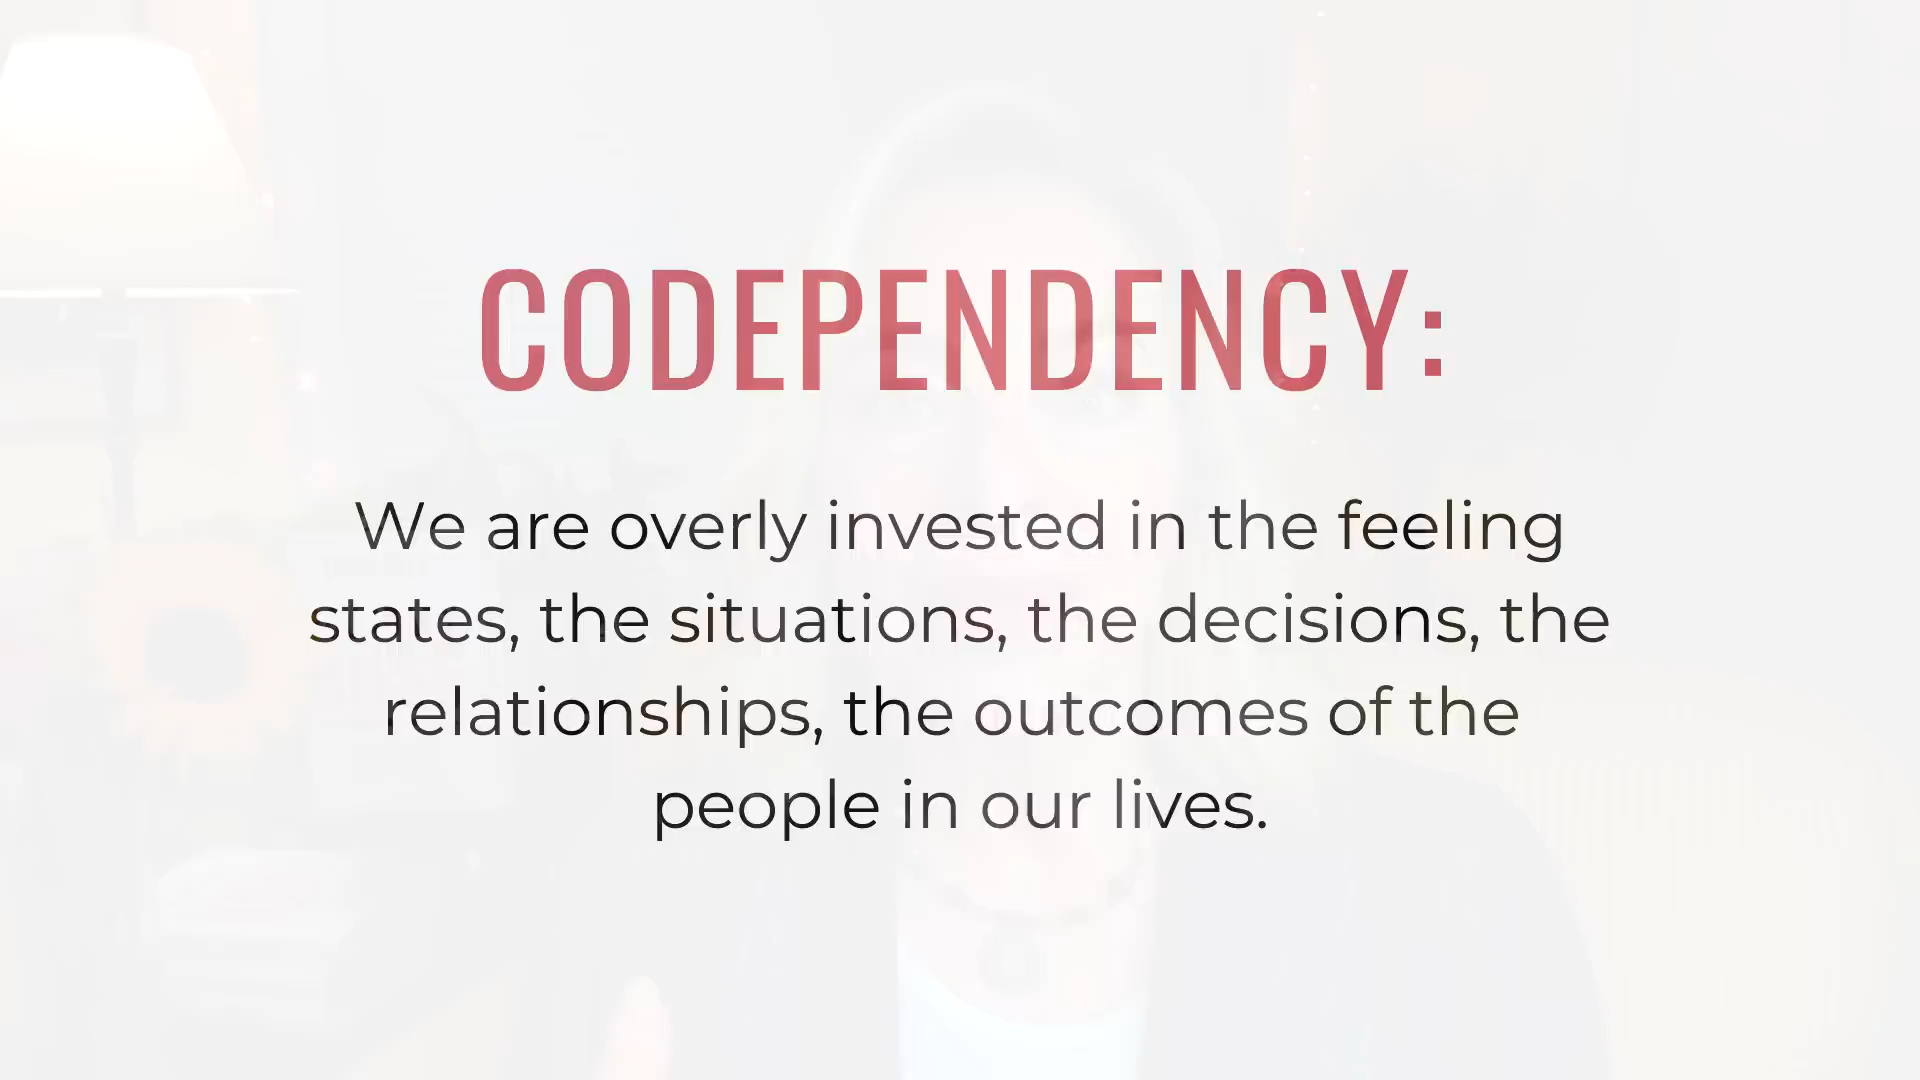 CODEPENDENCY:
We are overly invested in the feeling
states, the situations, the decisions, the
relationships, the outcomes of the
people in our lives.